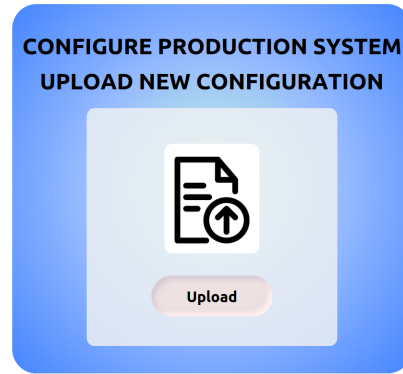 CONFIGURE PRODUCTION SYSTEM
UPLOAD NEW CONFIGURATION
Upload